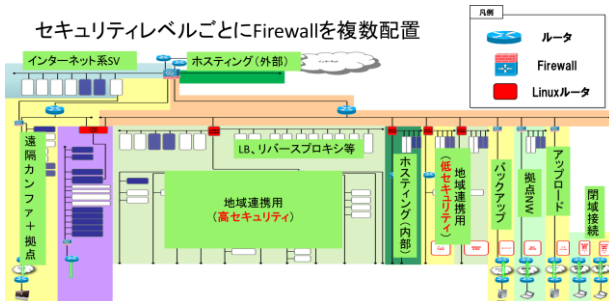 セキュリティレベルごとにFirewallを複数配置
凡例
ルータ
Firewall
Linuxルータ
インターネット系SV
ホスティング(外部)
LB、リバースプロキシ等
遠隔カンファ＋拠点
地域連携用
(高セキュリティ)
ホスティング(内部)
地域連携用
(低セキュリティ)
バックアップ
拠点NW
アップロード
閉域接続